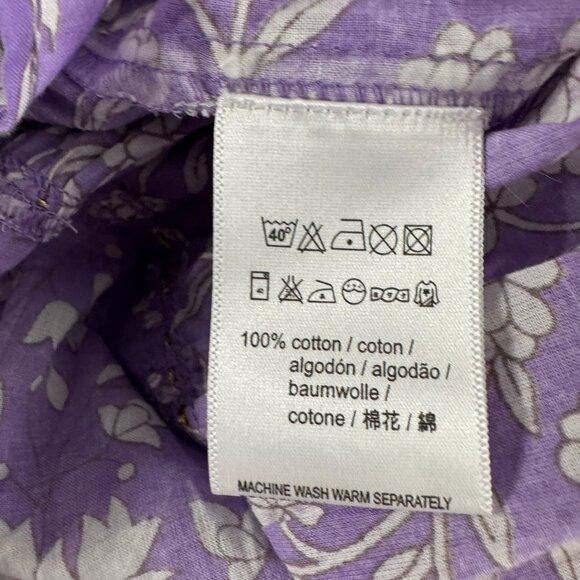 40°
100% cotton / coton /
algodón / algodão /
baumwolle /
cotone / 棉花 / 綿
MACHINE WASH WARM SEPARATELY